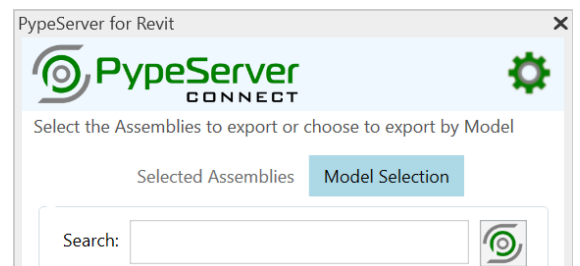 PypeServer for Revit
PypeServer
CONNECT
Select the Assemblies to export or choose to export by Model
Selected Assemblies Model Selection
Search: